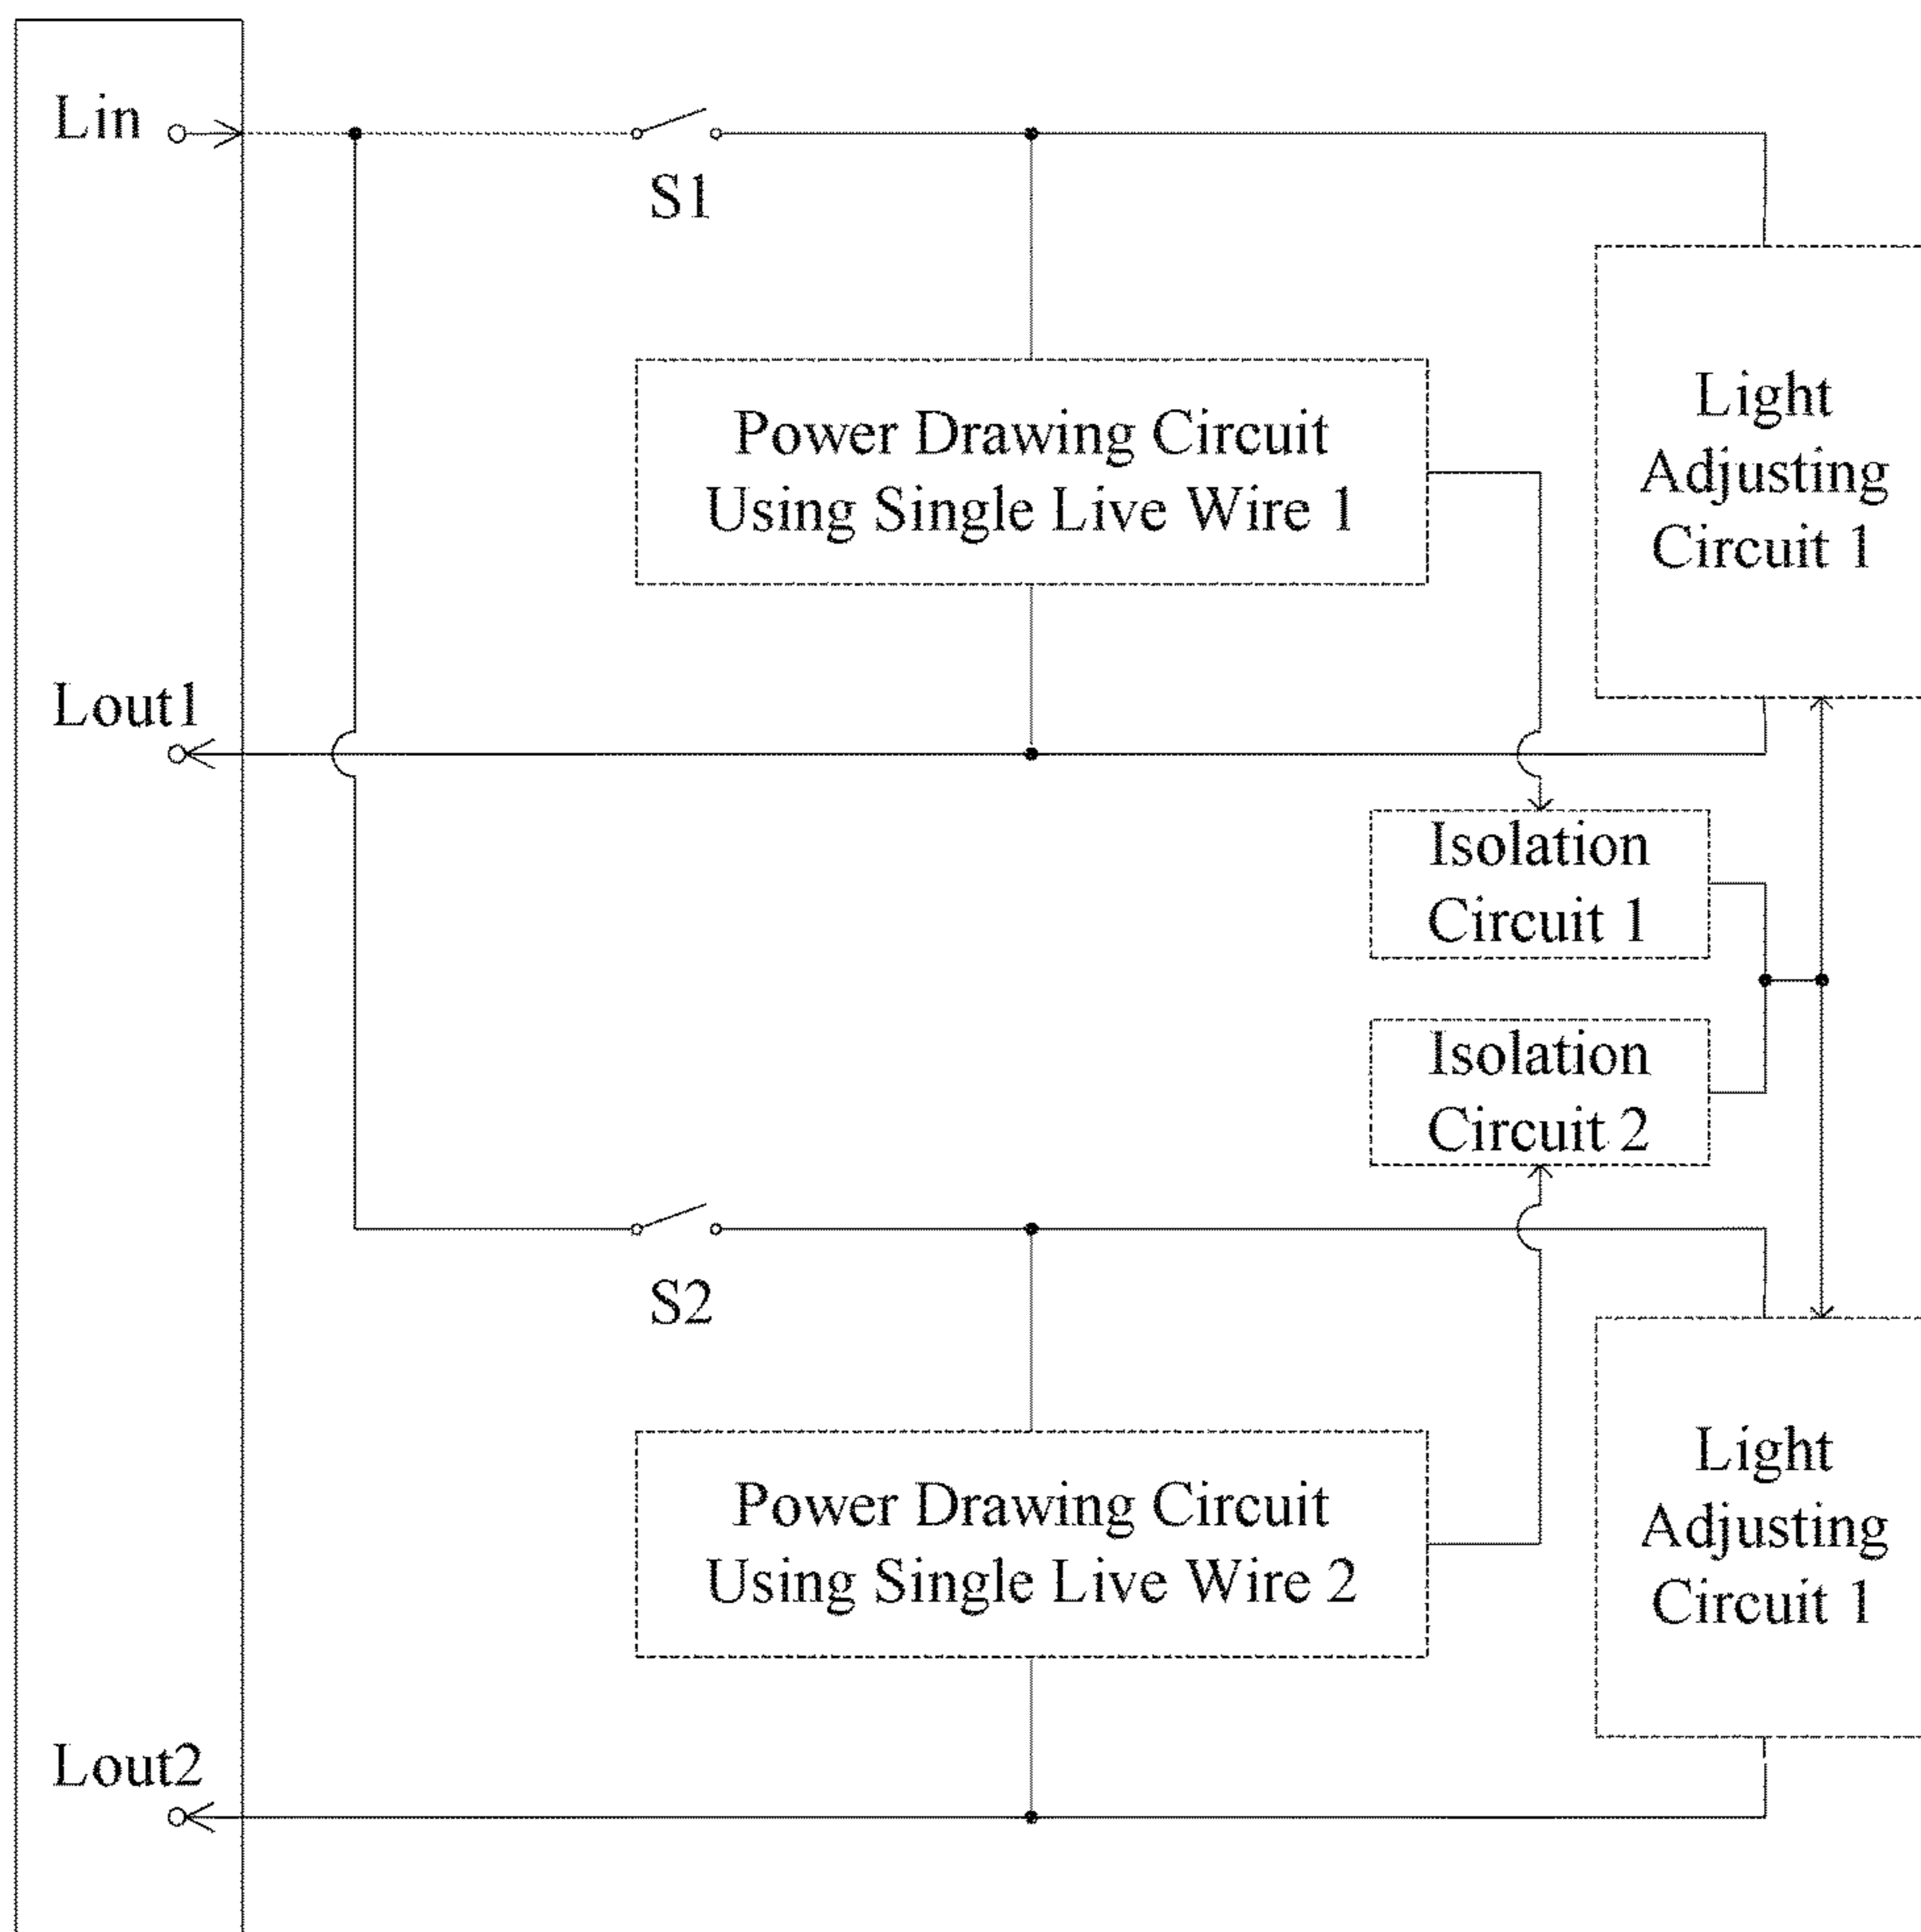 Lin
S1
Power Drawing Circuit
Using Single Live Wire 1
Light
Adjusting
Circuit 1
Lout1
Isolation
Circuit 1
Isolation
Circuit 2
S2
Power Drawing Circuit
Using Single Live Wire 2
Light
Adjusting
Circuit 1
Lout2